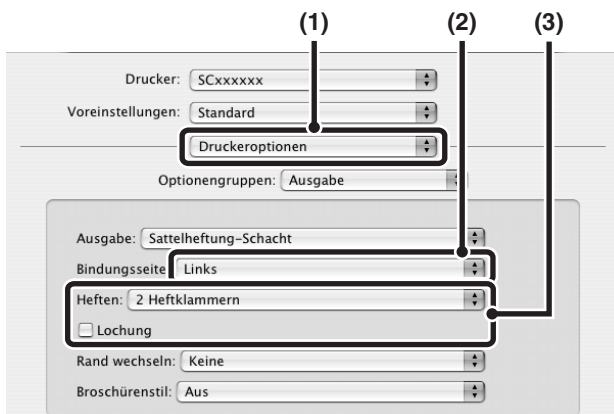 (1) (2) (3)
Drucker: SCxxxxxx
Voreinstellungen: Standard
Druckeroptionen
Optionengruppen: Ausgabe
Ausgabe: Sattelheftung-Schacht
Bindungsseite: Links
Heften: 2 Heftklammern
Lochung
Rand wechseln: Keine
Broschürenstil: Aus